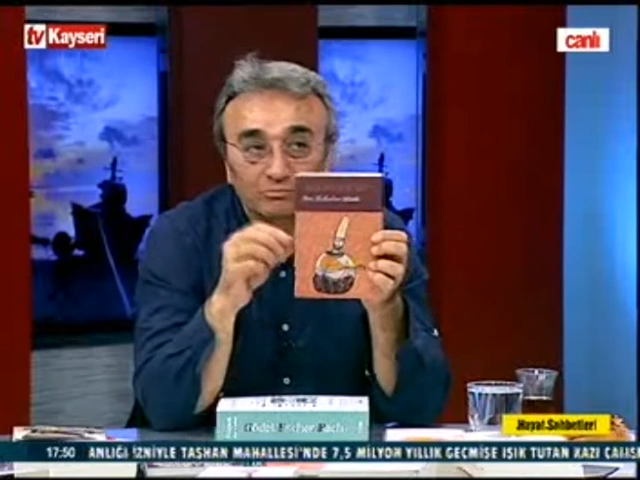 tv Kayseri
canlı
Gödel Escher Bach
Hayal Sohbetleri
17:50 ANLIĞI İZNİYLE TAŞHAN MAHALLESİ'NDE 7,5 MİLYON YILLIK GEÇMİŞE IŞIK TUTAN KAZI ÇALIŞM